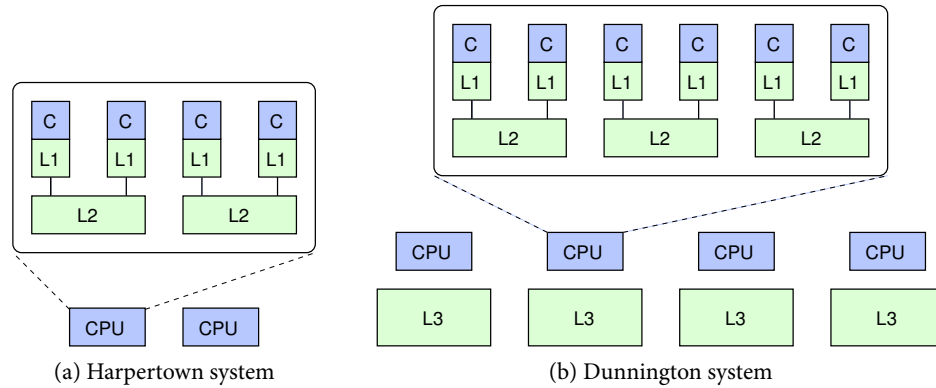 C C C C
L1 L1 L1 L1
L2 L2
CPU CPU
(a) Harpertown system
C C C C C C
L1 L1 L1 L1 L1 L1
L2 L2 L2
CPU CPU CPU CPU
L3 L3 L3 L3
(b) Dunnington system